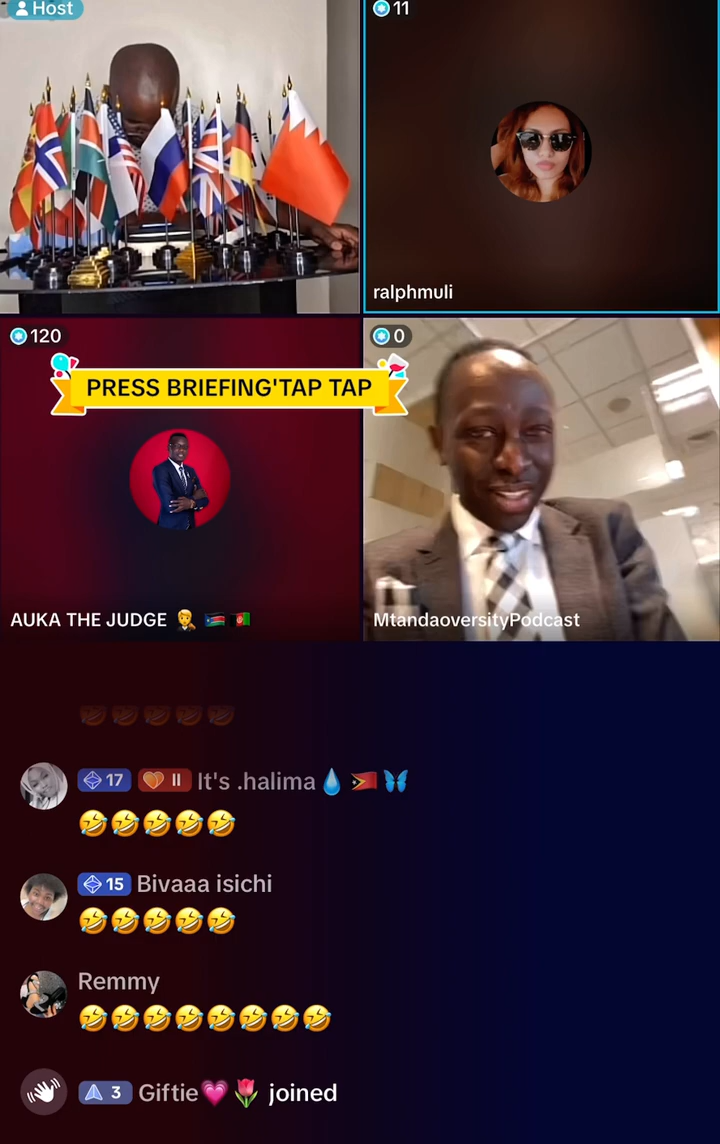 Host
11
ralphmuli
120
0
PRESS BRIEFING'TAP TAP
AUKA THE JUDGE 🧑‍⚖️ 🇸🇸 🇦🇫
MtandaoversityPodcast
🤣🤣🤣🤣🤣
17 II It's .halima💧🇹🇱🦋
🤣🤣🤣🤣🤣
15 Bivaaa isichi
🤣🤣🤣🤣🤣
Remmy
🤣🤣🤣🤣🤣🤣🤣🤣
3 Giftie💗🌷 joined